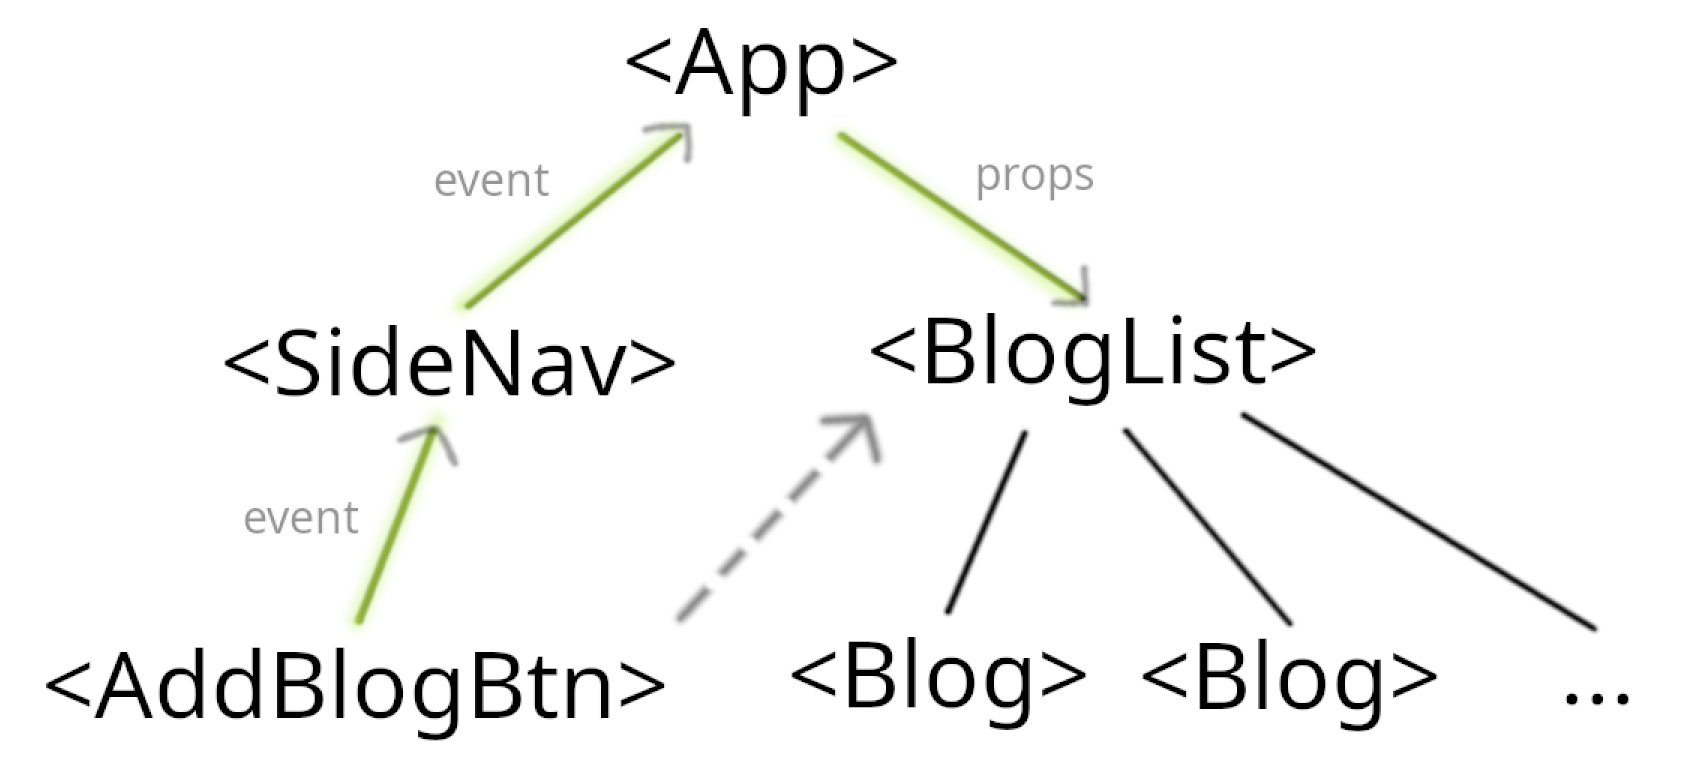 <App>
event
props
<SideNav>
<BlogList>
event
<AddBlogBtn>
<Blog>
<Blog>
...